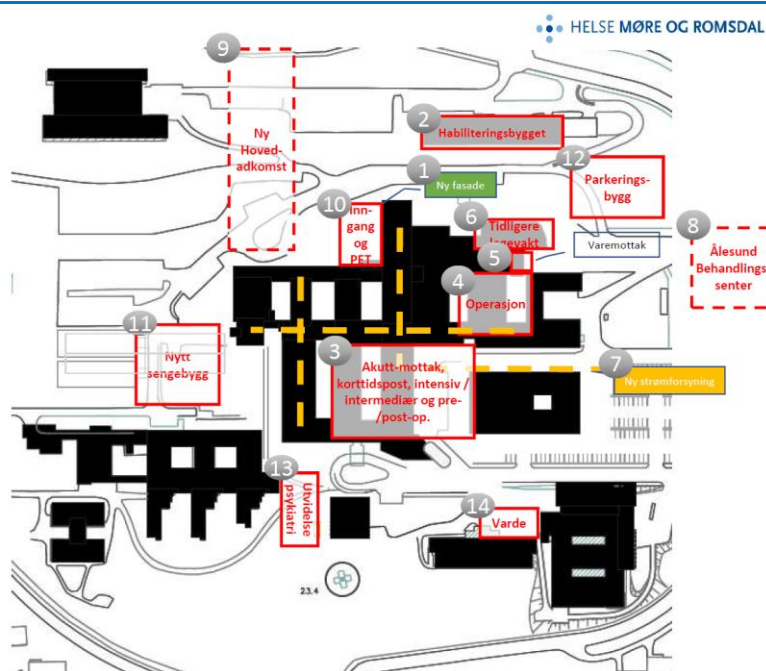 HELSE MØRE OG ROMSDAL
9
Ny
Hoved-
adkomst
2
Habiliteringsbygget
12
Parkerings-
bygg
1
Ny fasade
10
Inn-
gang
og
PET
6
Tidligere
legevakt
5
Varemottak
8
Ålesund
Behandlings
senter
4
Operasjon
11
Nytt
sengebygg
3
Akutt-mottak,
korttidspost, intensiv /
intermediær og pre-
/post-op.
7
Ny strømforsyning
13
Utvidelse
psykiatri
14
Varde
23.4